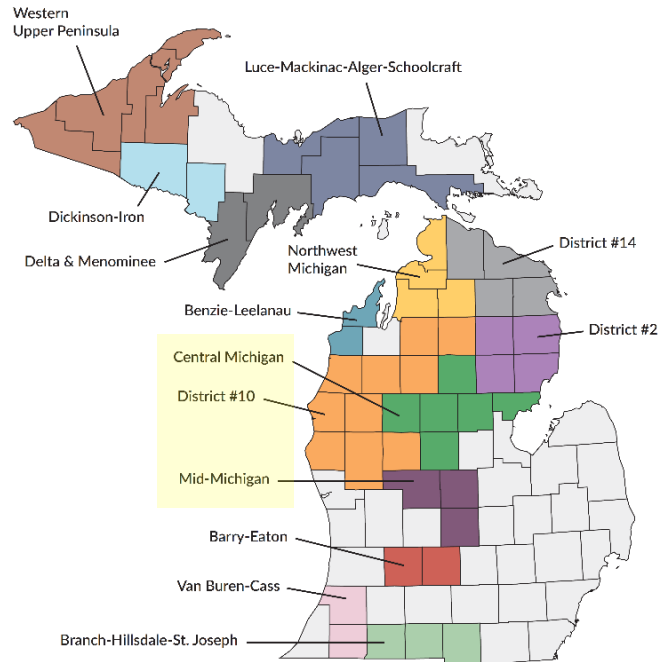 Western
Upper Peninsula
Luce-Mackinac-Alger-Schoolcraft
Dickinson-Iron
Delta & Menominee
Northwest
Michigan
District #14
Benzie-Leelanau
District #2
Central Michigan
District #10
Mid-Michigan
Barry-Eaton
Van Buren-Cass
Branch-Hillsdale-St. Joseph